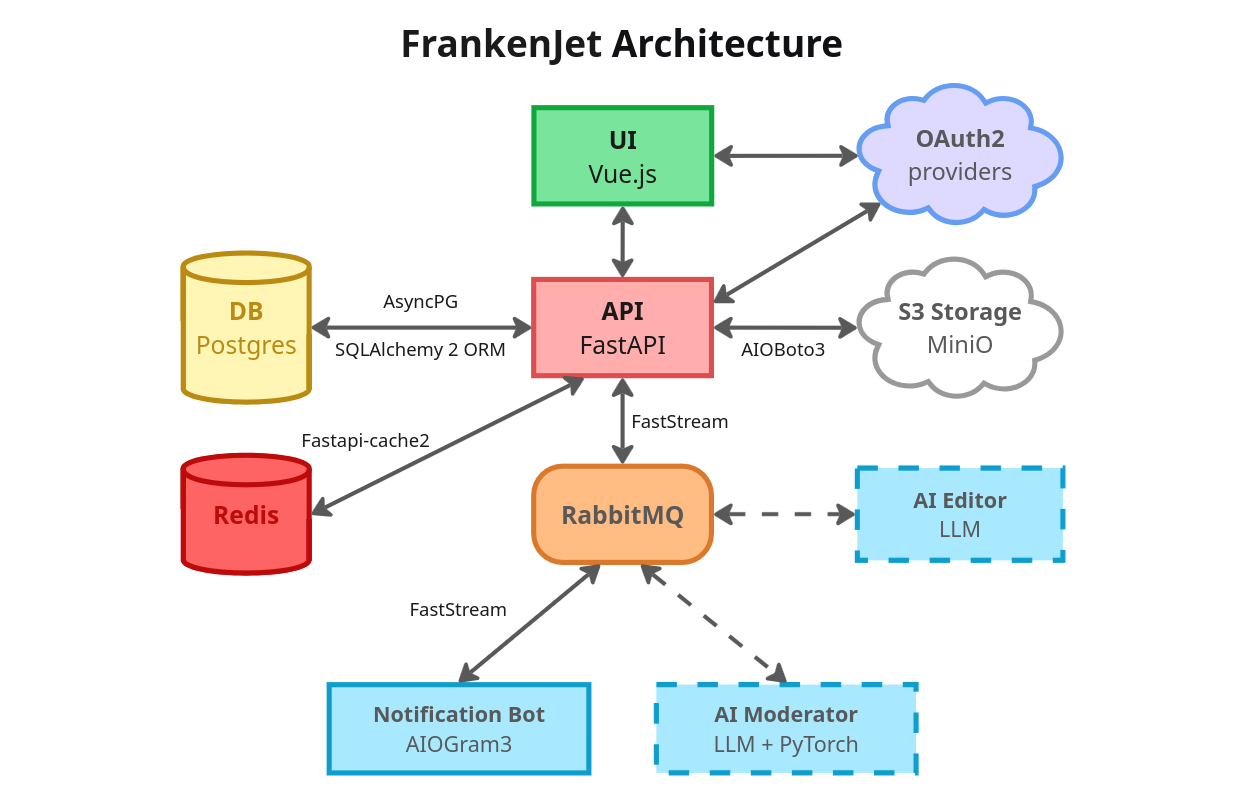 FrankenJet Architecture
UI
Vue.js
OAuth2
providers
DB
Postgres
AsyncPG
SQLAlchemy 2 ORM
API
FastAPI
AIOBoto3
S3 Storage
MinIO
Fastapi-cache2
FastStream
Redis
RabbitMQ
AI Editor
LLM
FastStream
Notification Bot
AIOGram3
AI Moderator
LLM + PyTorch